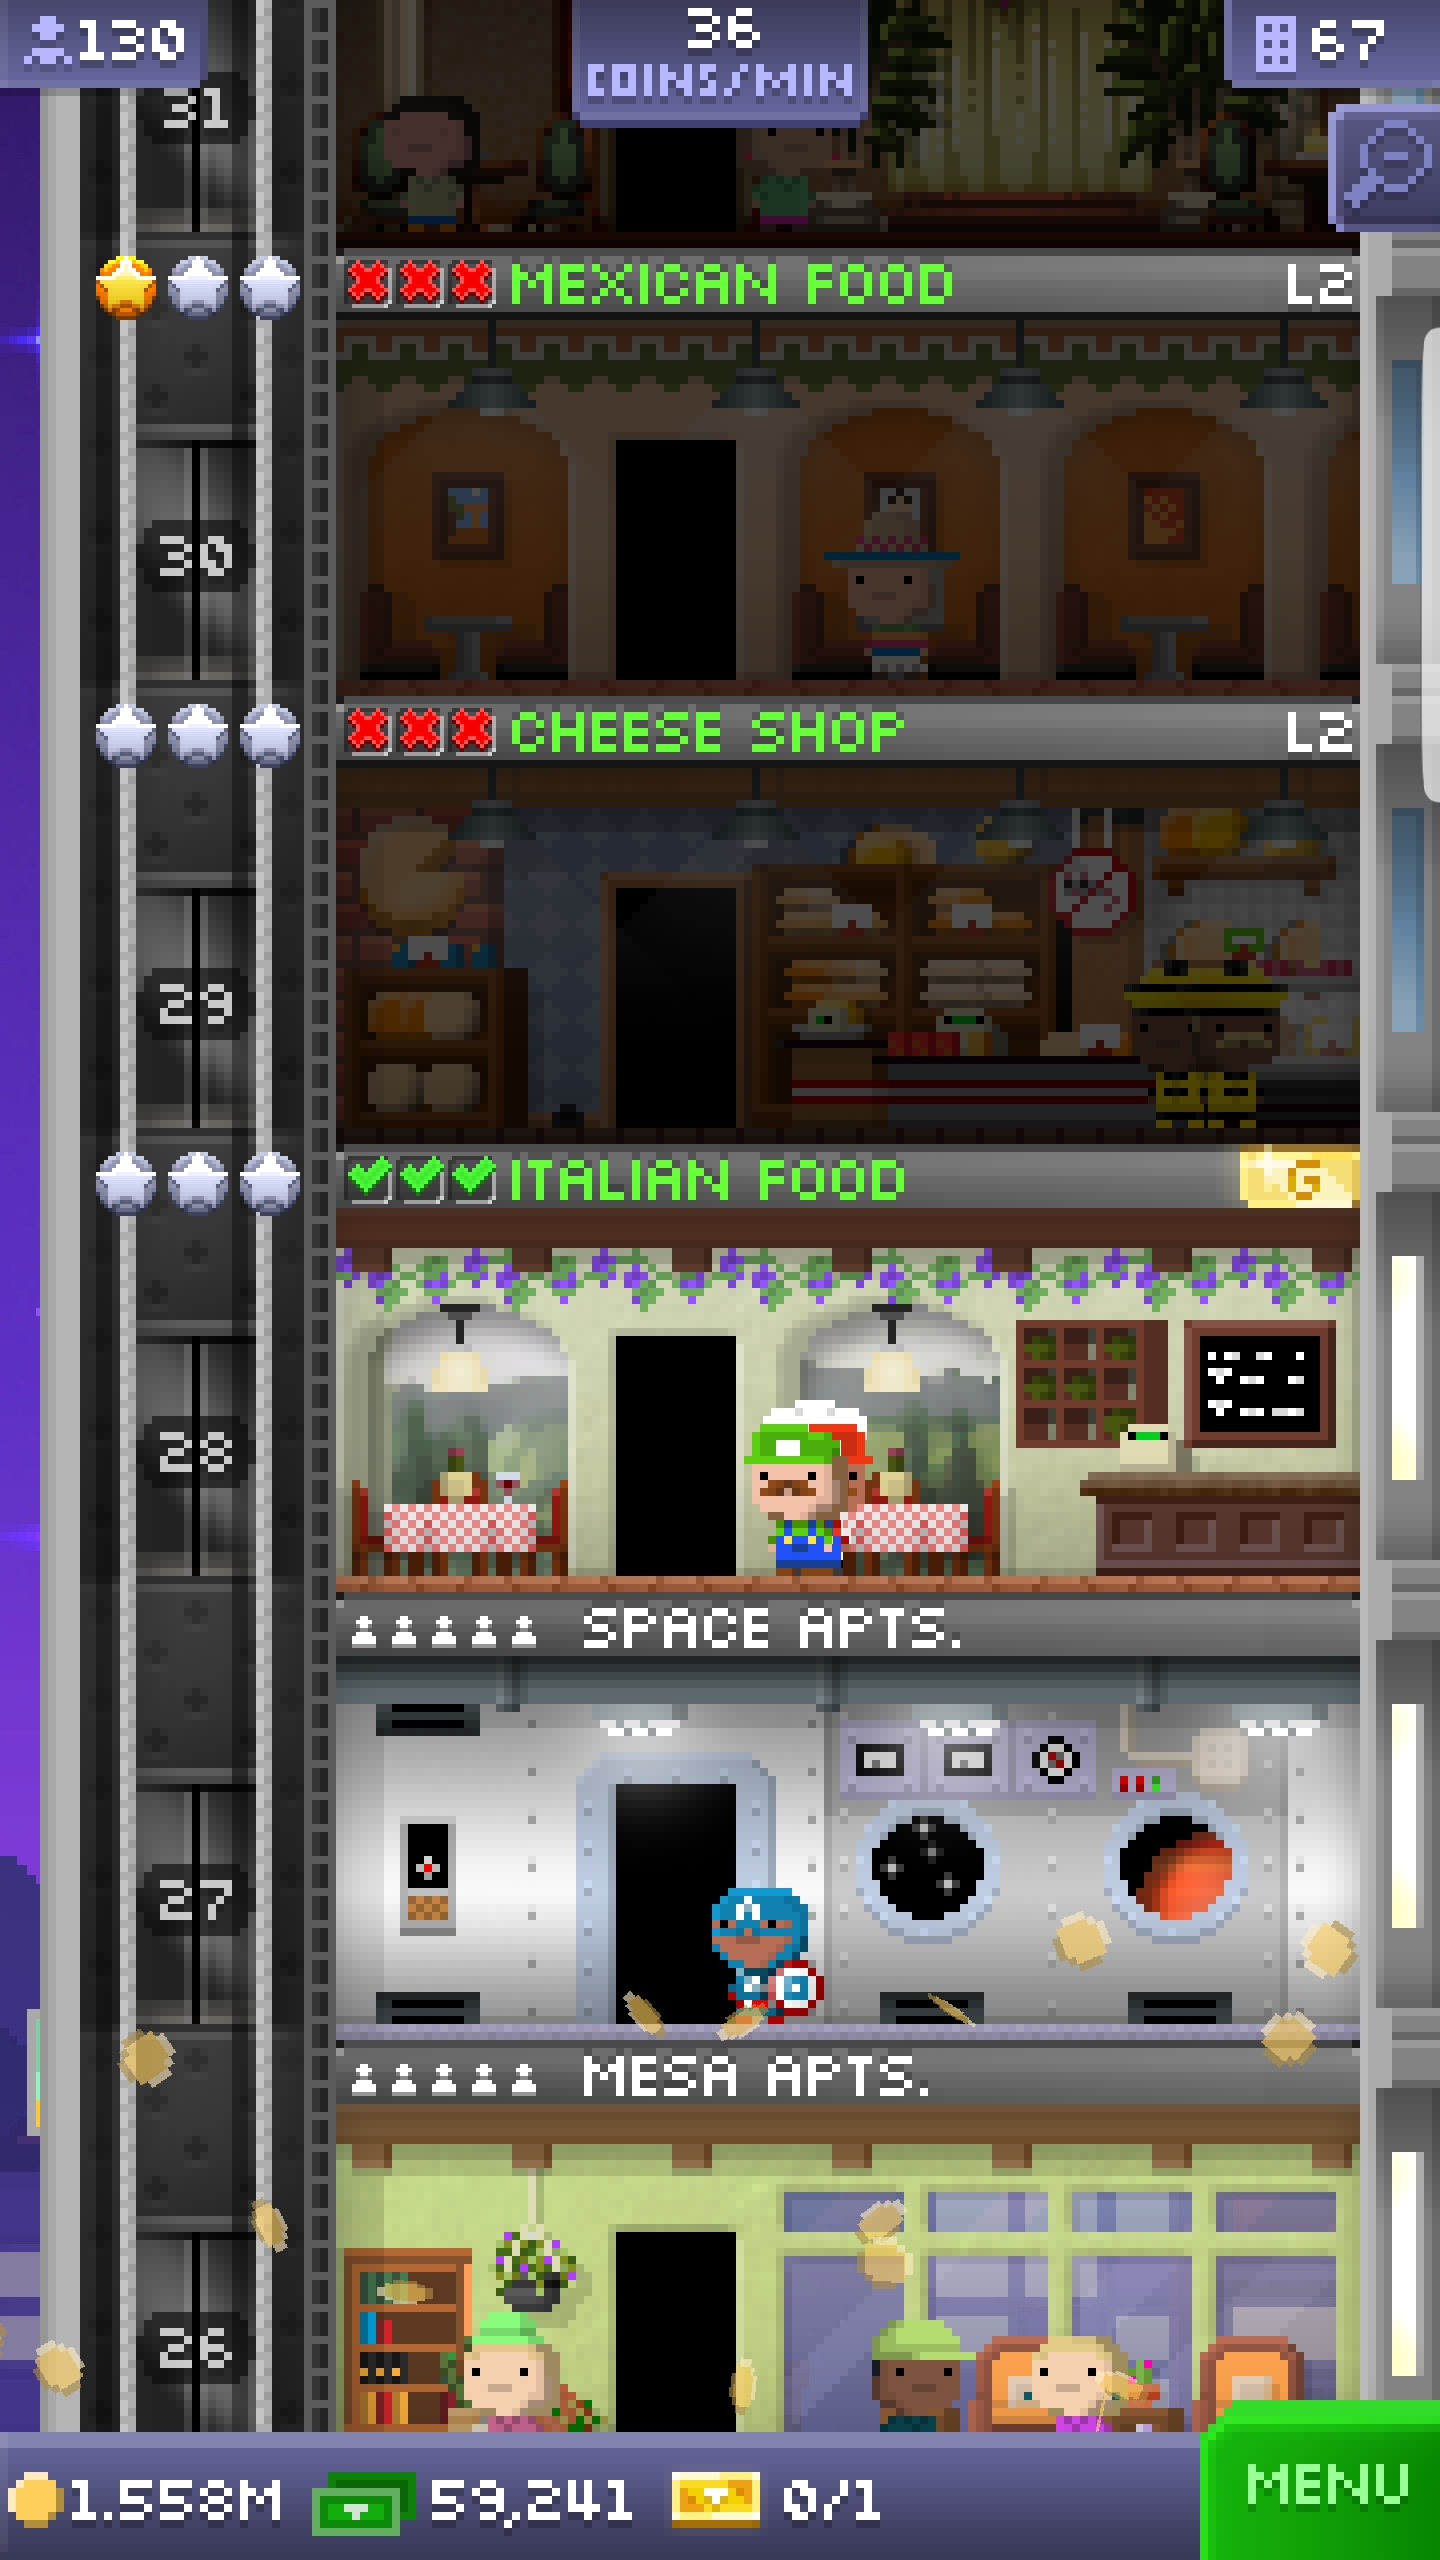 130
36
COINS/MIN
67
31
MEXICAN FOOD
L2
30
CHEESE SHOP
L2
29
ITALIAN FOOD
G
28
SPACE APTS.
27
A
MESA APTS.
26
1.558M
59,241
0/1
MENU